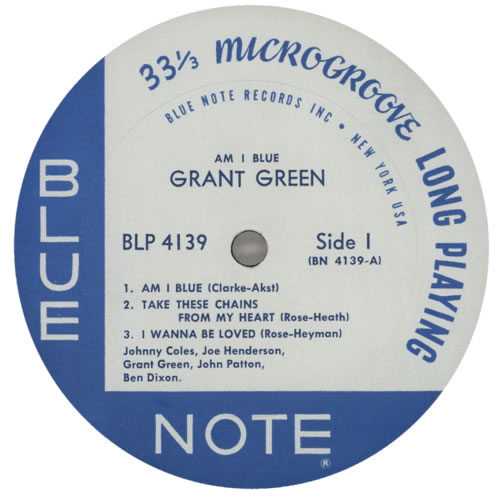 33⅓ MICROGROOVE LONG PLAYING
BLUE NOTE RECORDS INC • NEW YORK USA
AM I BLUE
GRANT GREEN
BLP 4139
Side 1
(BN 4139-A)
1. AM I BLUE (Clarke-Akst)
2. TAKE THESE CHAINS
FROM MY HEART (Rose-Heath)
3. I WANNA BE LOVED (Rose-Heyman)
Johnny Coles, Joe Henderson,
Grant Green, John Patton,
Ben Dixon.
BLUE
NOTE
®